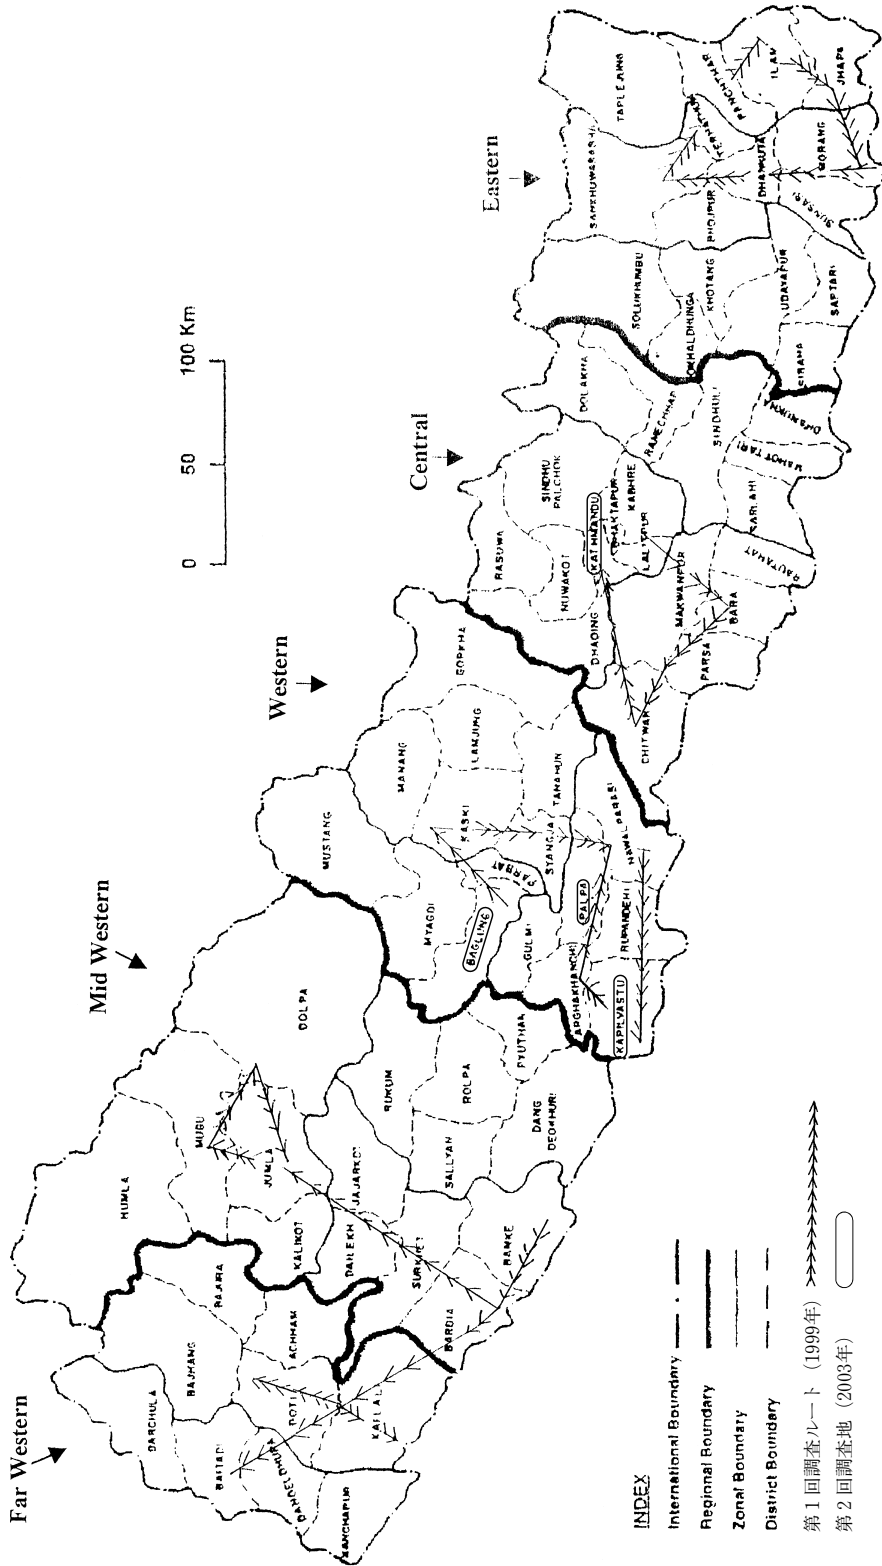 Far Western
Mid Western
Western
Central
Eastern
0 50 100 Km
DARCHULA
BAJHANG
BAJURA
HUMLA
BAITADI
DANDELDHURA
KANCHAPUR
DOTI
ACHHAM
KAILALI
MUGU
JUMLA
KALIKOT
DOLPA
DAILEKH
JAJARKOT
SURKHET
BARDIA
BANKE
RUKUM
ROLPA
SALLYAN
PYUTHAN
DANG
DEOKHURI
MUSTANG
MANANG
MYAGDI
KASKI
LAMJUNG
GORKHA
BAGLUNG
PARBAT
SYANGJA
TANAHUN
GULMI
PALPA
ARGHAKHANCHI
NAWALPARASI
RUPANDEHI
KAPILVASTU
RASUWA
NUWAKOT
SINDHU
PALCHOK
DHADING
KATHMANDU
BHAKTAPUR
KABHRE
LALITPUR
DOLAKHA
RAMECHHAP
SINDHULI
MAKWANPUR
CHITWAN
PARSA
BARA
RAUTAHAT
SARLAHI
MAHOTTARI
DHANUKHA
SOLUKHUMBU
OKHALDHUNGA
KHOTANG
UDAYAPUR
SIRAHA
SAPTARI
SANKHUWASABHA
BHOJPUR
TERHATHUM
DHANKUTA
SUNSARI
MORANG
TAPLEJUNG
PANCHTHAR
ILAM
JHAPA
INDEX
International Boundary
Regional Boundary
Zonal Boundary
District Boundary
第1回調査ルート (1999年)
第2回調査地 (2003年)